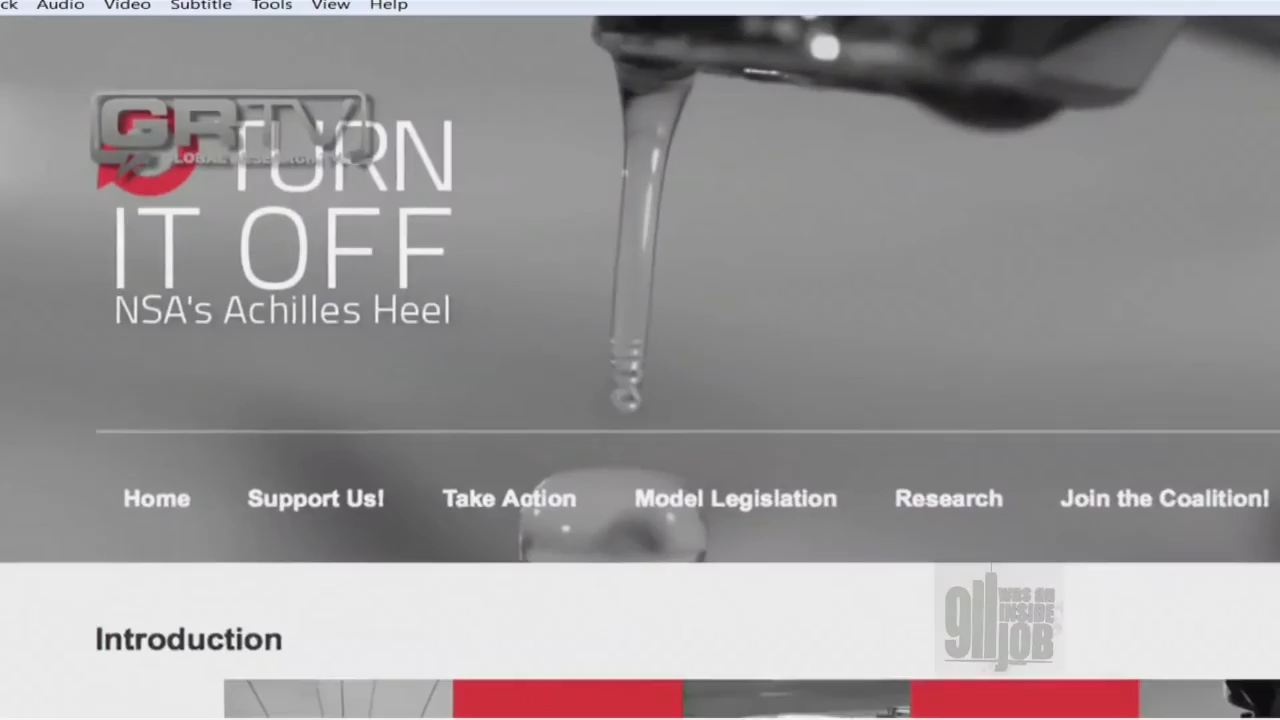 ck Audio Video Subtitle Tools View Help
GRTV
TURN
IT OFF
NSA's Achilles Heel
Home Support Us! Take Action Model Legislation Research Join the Coalition!
Introduction
911 WAS AN
INSIDE
JOB